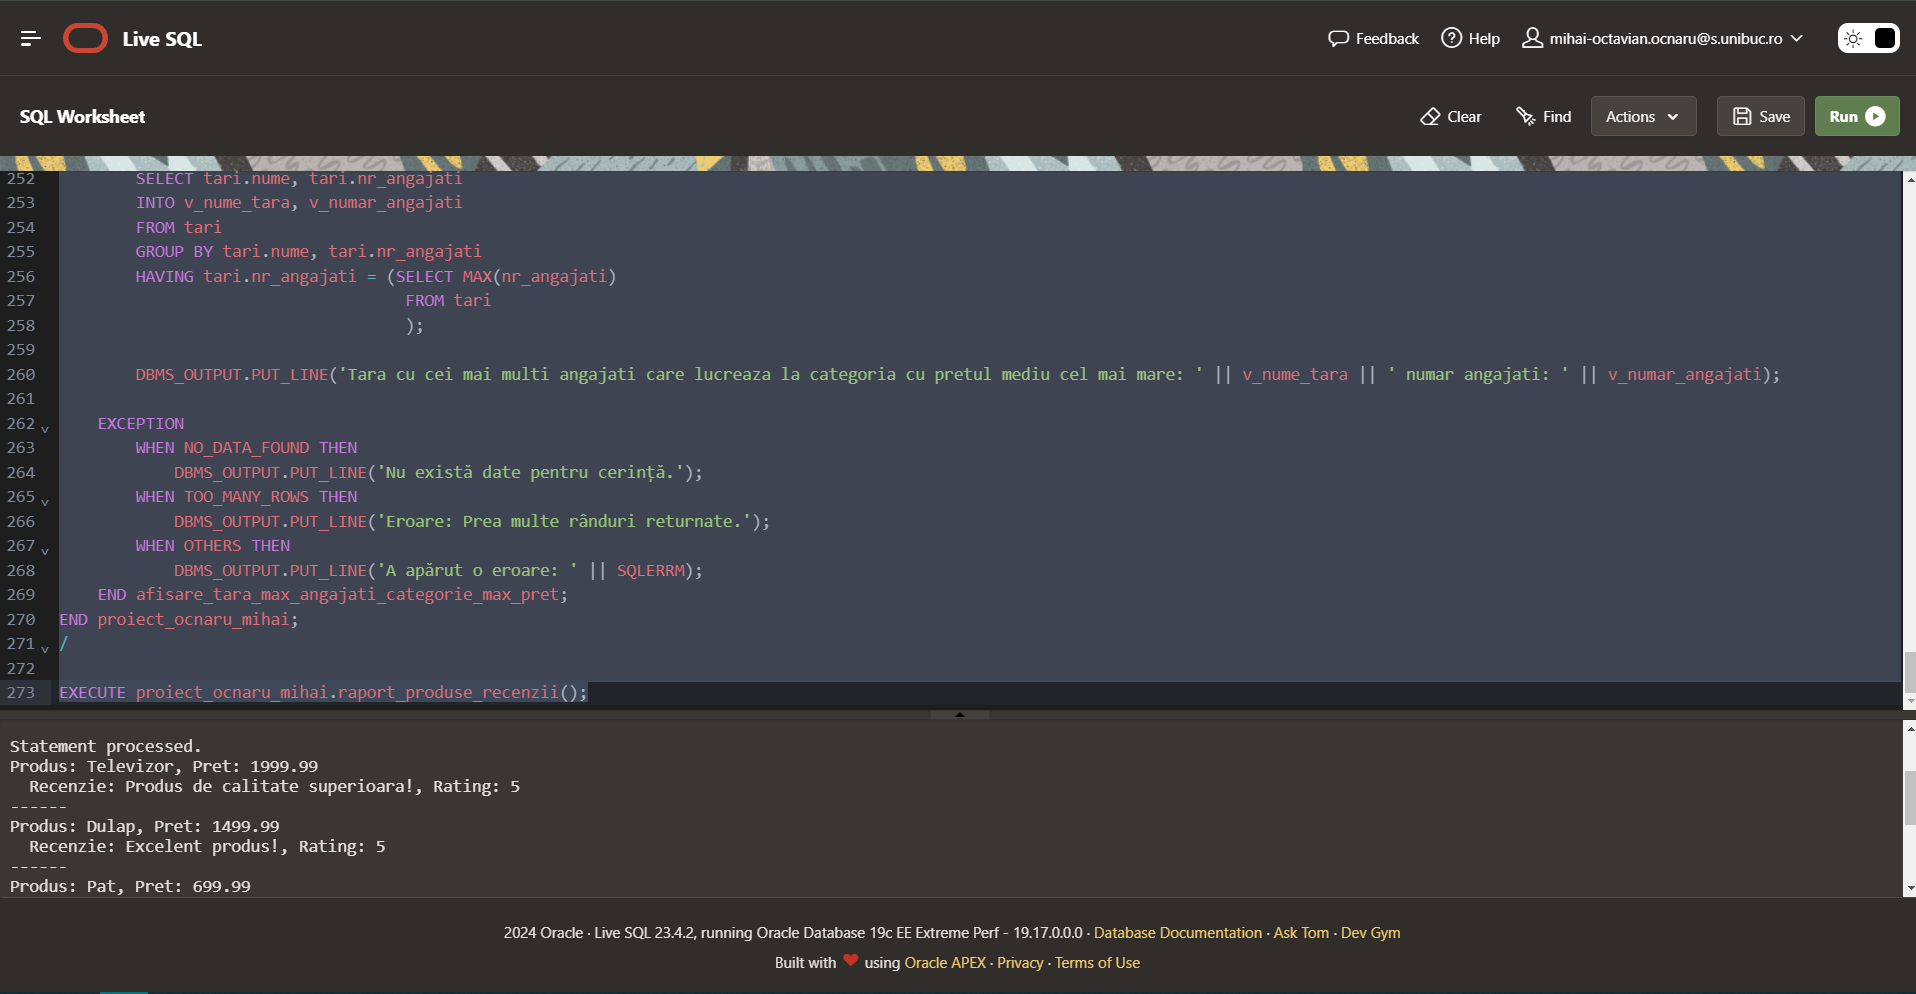 Live SQL
Feedback
Help
mihai-octavian.ocnaru@s.unibuc.ro
SQL Worksheet
Clear
Find
Actions
Save
Run
252 SELECT tari.nume, tari.nr_angajati
253 INTO v_nume_tara, v_numar_angajati
254 FROM tari
255 GROUP BY tari.nume, tari.nr_angajati
256 HAVING tari.nr_angajati = (SELECT MAX(nr_angajati)
257 FROM tari
258 );
259
260 DBMS_OUTPUT.PUT_LINE('Tara cu cei mai multi angajati care lucreaza la categoria cu pretul mediu cel mai mare: ' || v_nume_tara || ' numar angajati: ' || v_numar_angajati);
261
262 EXCEPTION
263 WHEN NO_DATA_FOUND THEN
264 DBMS_OUTPUT.PUT_LINE('Nu există date pentru cerință.');
265 WHEN TOO_MANY_ROWS THEN
266 DBMS_OUTPUT.PUT_LINE('Eroare: Prea multe rânduri returnate.');
267 WHEN OTHERS THEN
268 DBMS_OUTPUT.PUT_LINE('A apărut o eroare: ' || SQLERRM);
269 END afisare_tara_max_angajati_categorie_max_pret;
270 END proiect_ocnaru_mihai;
271 /
272
273 EXECUTE proiect_ocnaru_mihai.raport_produse_recenzii();
Statement processed.
Produs: Televizor, Pret: 1999.99
Recenzie: Produs de calitate superioara!, Rating: 5
------
Produs: Dulap, Pret: 1499.99
Recenzie: Excelent produs!, Rating: 5
------
Produs: Pat, Pret: 699.99
2024 Oracle · Live SQL 23.4.2, running Oracle Database 19c EE Extreme Perf - 19.17.0.0.0 · Database Documentation · Ask Tom · Dev Gym
Built with ❤ using Oracle APEX · Privacy · Terms of Use